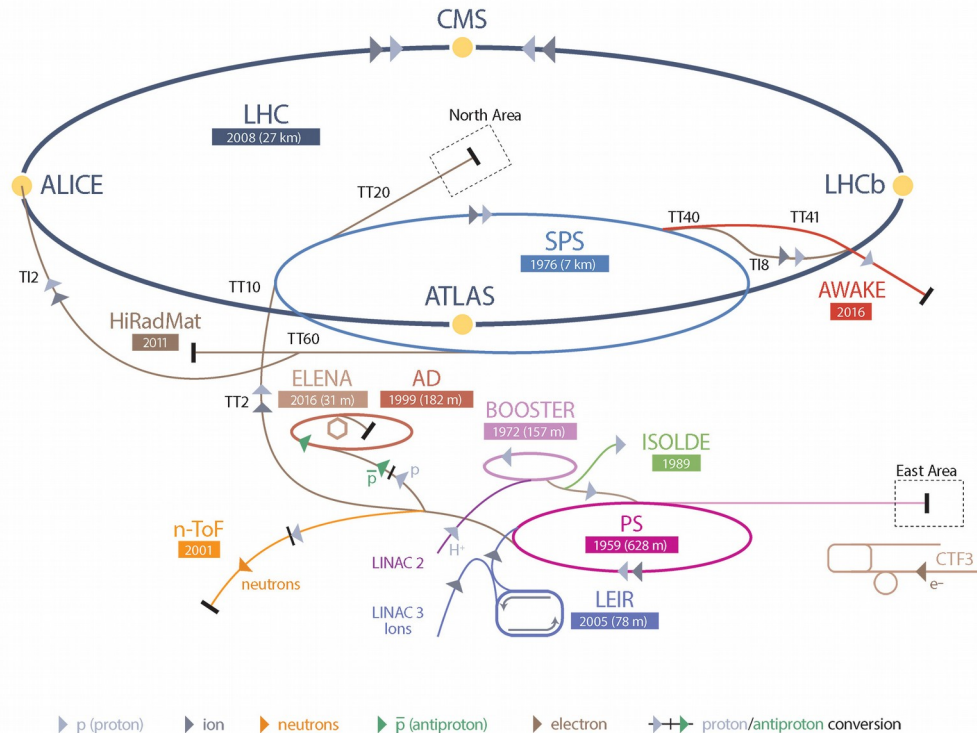 CMS
LHC
2008 (27 km)
North Area
ALICE
TT20
LHCb
TT40
TT41
SPS
1976 (7 km)
TI8
TI2
TT10
ATLAS
AWAKE
2016
HiRadMat
2011
TT60
ELENA
2016 (31 m)
AD
1999 (182 m)
TT2
BOOSTER
1972 (157 m)
ISOLDE
1989
p
p̅
East Area
n-ToF
2001
LINAC 2
H⁺
PS
1959 (628 m)
neutrons
CTF3
e-
LINAC 3
Ions
LEIR
2005 (78 m)
p (proton)
ion
neutrons
p̅ (antiproton)
electron
proton/antiproton conversion